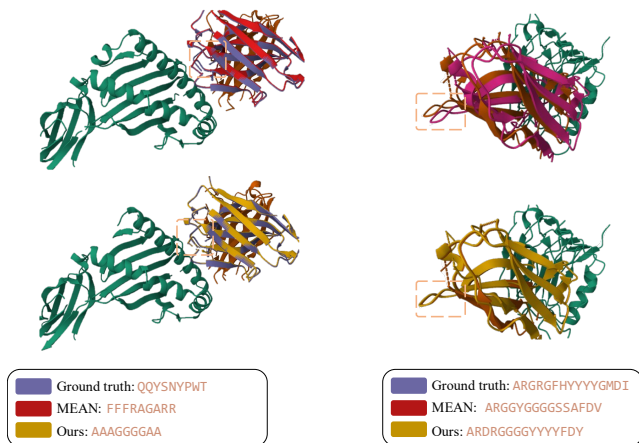 Ground truth: QQYSNYPWT
MEAN: FFFRAGARR
Ours: AAAGGGGAA
Ground truth: ARGRGFHYYYYGMDI
MEAN: ARGGYGGGGSSAFDV
Ours: ARDRGGGGYYYYFDY